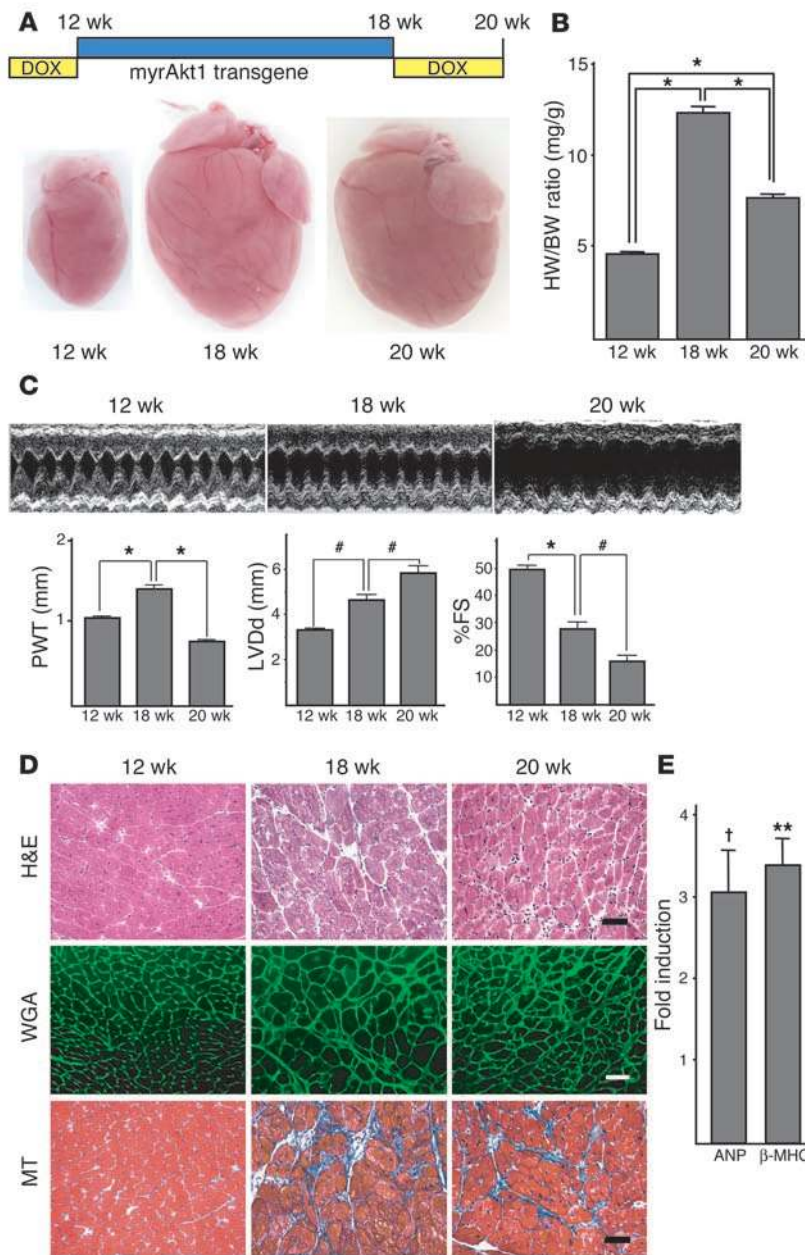 A
12 wk 18 wk 20 wk
DOX myrAkt1 transgene DOX
12 wk 18 wk 20 wk
B
HW/BW ratio (mg/g)
15
10
5
* * *
12 wk 18 wk 20 wk
C
12 wk 18 wk 20 wk
PWT (mm)
2
1
* *
12 wk 18 wk 20 wk
LVDd (mm)
6
4
2
# #
12 wk 18 wk 20 wk
%FS
50
40
30
20
10
* #
12 wk 18 wk 20 wk
D
12 wk 18 wk 20 wk
H&E
WGA
MT
E
Fold induction
4
3
2
1
† **
ANP β-MHC